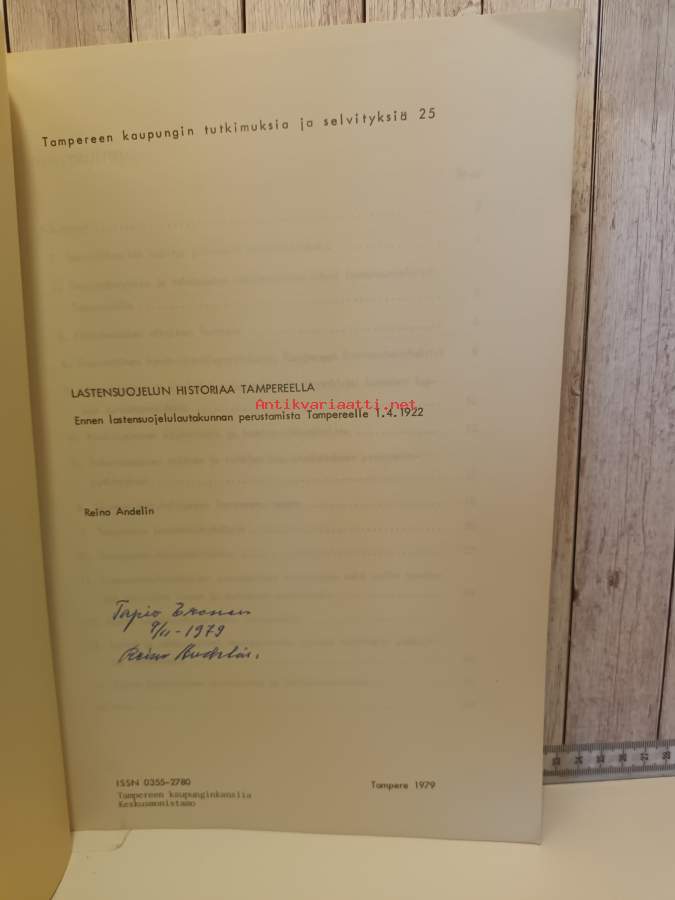 Tampereen kaupungin tutkimuksia ja selvityksiä 25
LASTENSUOJELUN HISTORIAA TAMPEREELLA
Antikvariaatti.net
Ennen lastensuojelulautakunnan perustamista Tampereelle 1.4.1922
Reino Andelin
Tapio
9/11-1979
Reino Andelin.
ISSN 0355-2780
Tampereen kaupunginkanslia
Keskusmonistamo
Tampere 1979